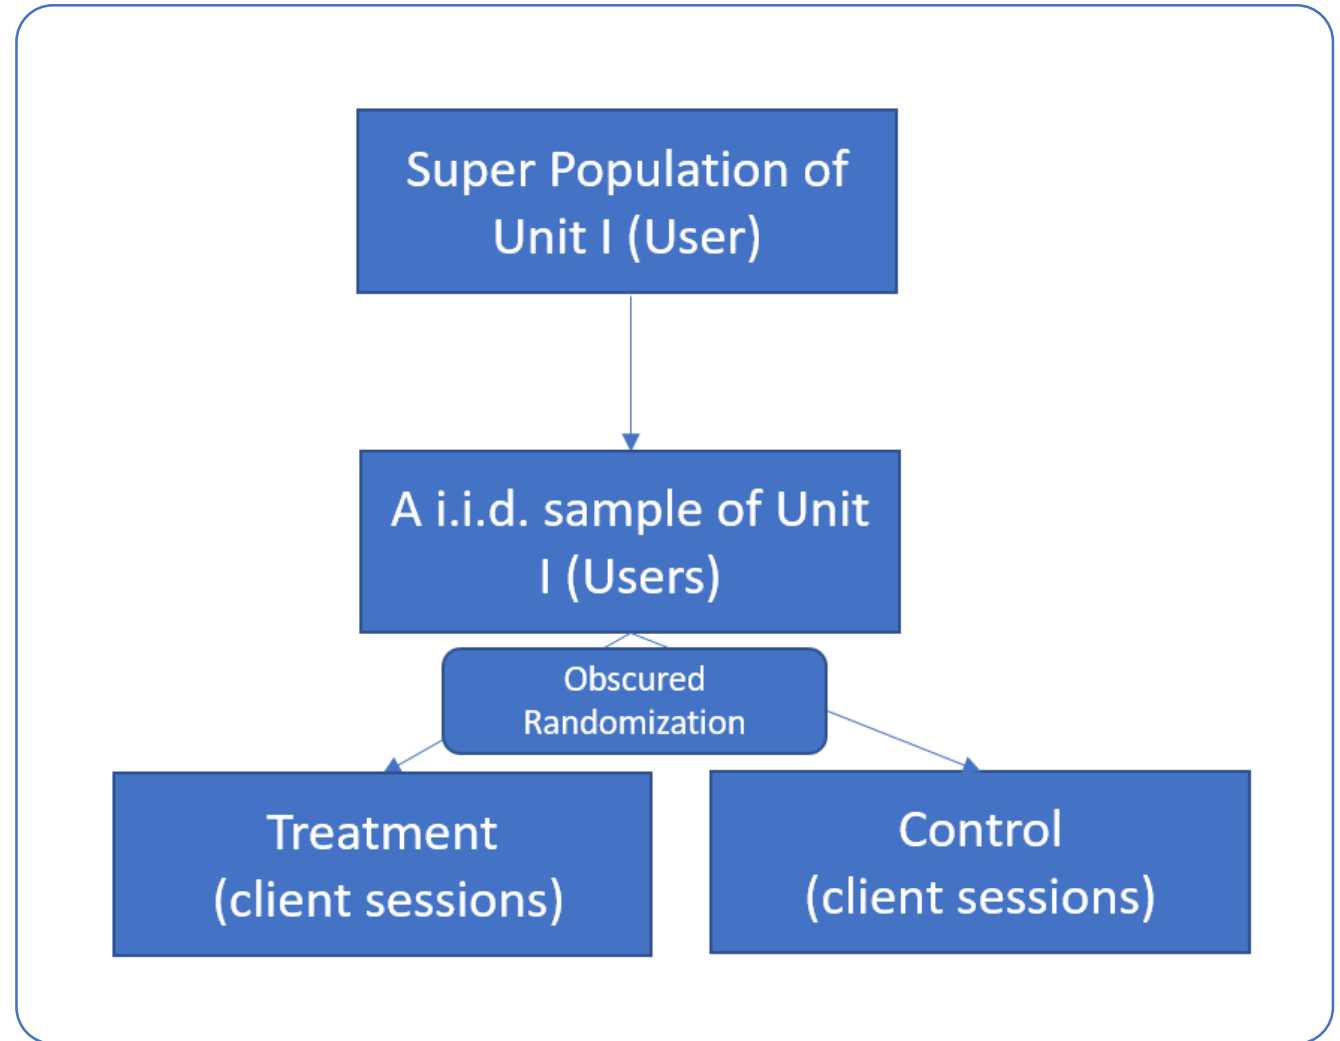 Super Population of
Unit I (User)
A i.i.d. sample of Unit
I (Users)
Obscured
Randomization
Treatment
(client sessions)
Control
(client sessions)